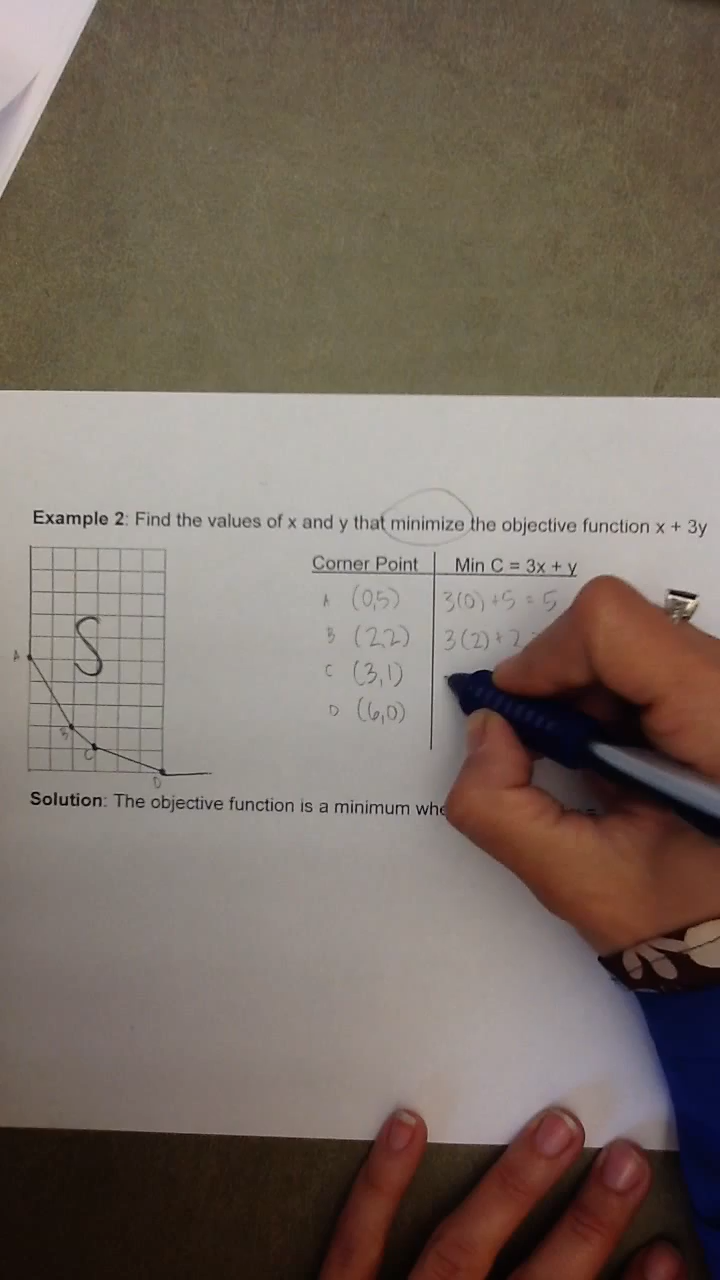 Example 2: Find the values of x and y that minimize the objective function x + 3y
Corner Point Min C = 3x + y
A (0,5) 3(0) + 5 = 5
B (2,2) 3(2) + 2 =
C (3,1)
D (6,0)
S
A
B
C
D
Solution: The objective function is a minimum whe